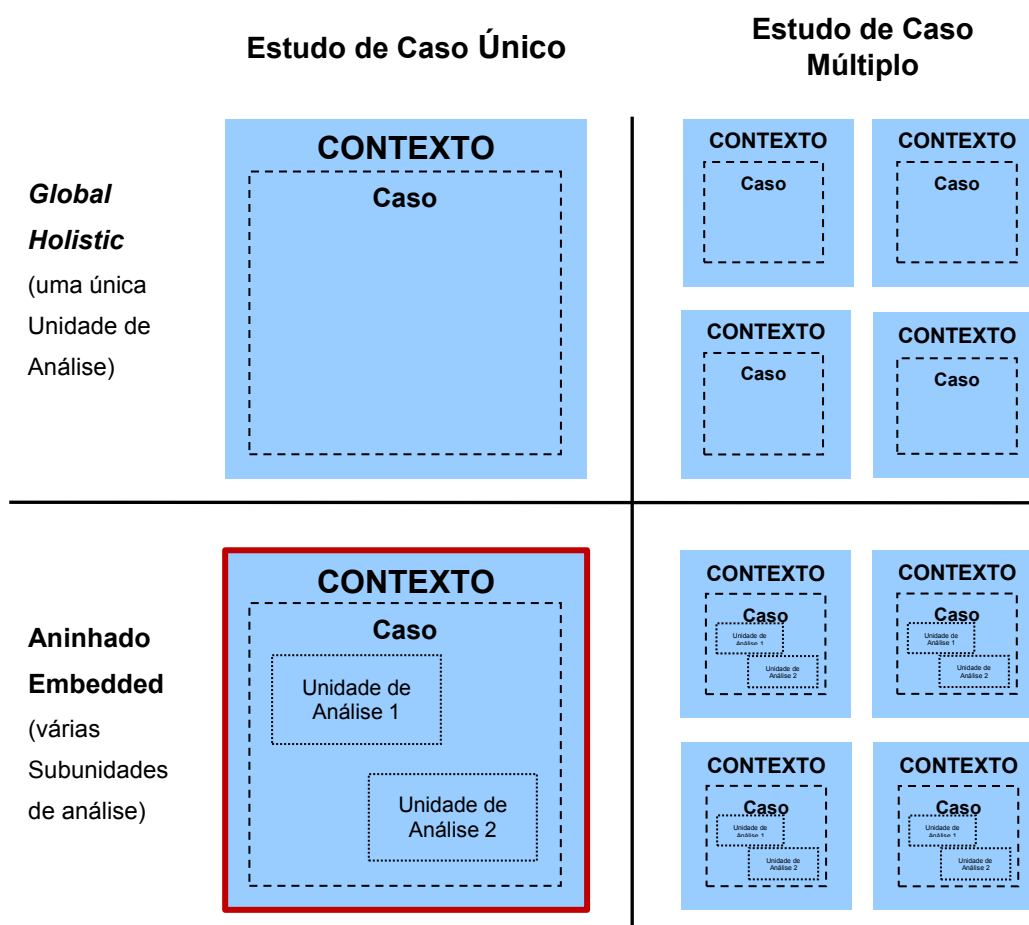 Estudo de Caso Único
Estudo de Caso
Múltiplo
Global
Holistic
(uma única
Unidade de
Análise)
CONTEXTO
Caso
CONTEXTO
Caso
CONTEXTO
Caso
CONTEXTO
Caso
CONTEXTO
Caso
Aninhado
Embedded
(várias
Subunidades
de análise)
CONTEXTO
Caso
Unidade de
Análise 1
Unidade de
Análise 2
CONTEXTO
Caso
Unidade de
Análise 1
Unidade de
Análise 2
CONTEXTO
Caso
Unidade de
Análise 1
Unidade de
Análise 2
CONTEXTO
Caso
Unidade de
Análise 1
Unidade de
Análise 2
CONTEXTO
Caso
Unidade de
Análise 1
Unidade de
Análise 2